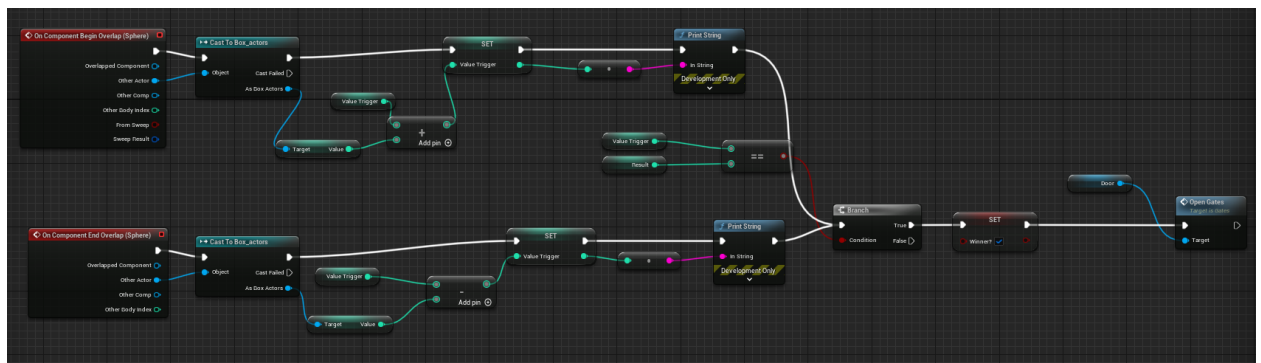 On Component Begin Overlap (Sphere)
Overlapped Component
Other Actor
Other Comp
Other Body Index
From Sweep
Sweep Result
Cast To Box_actors
Object
Cast Failed
As Box Actors
Value Trigger
Target
Value
+
Add pin
SET
Value Trigger
Print String
In String
Development Only
Value Trigger
Result
==
On Component End Overlap (Sphere)
Overlapped Component
Other Actor
Other Comp
Other Body Index
Cast To Box_actors
Object
Cast Failed
As Box Actors
Value Trigger
Target
Value
-
Add pin
SET
Value Trigger
Print String
In String
Development Only
Branch
True
Condition
False
SET
Winner?
Door
Open Gates
Target is Gates
Target